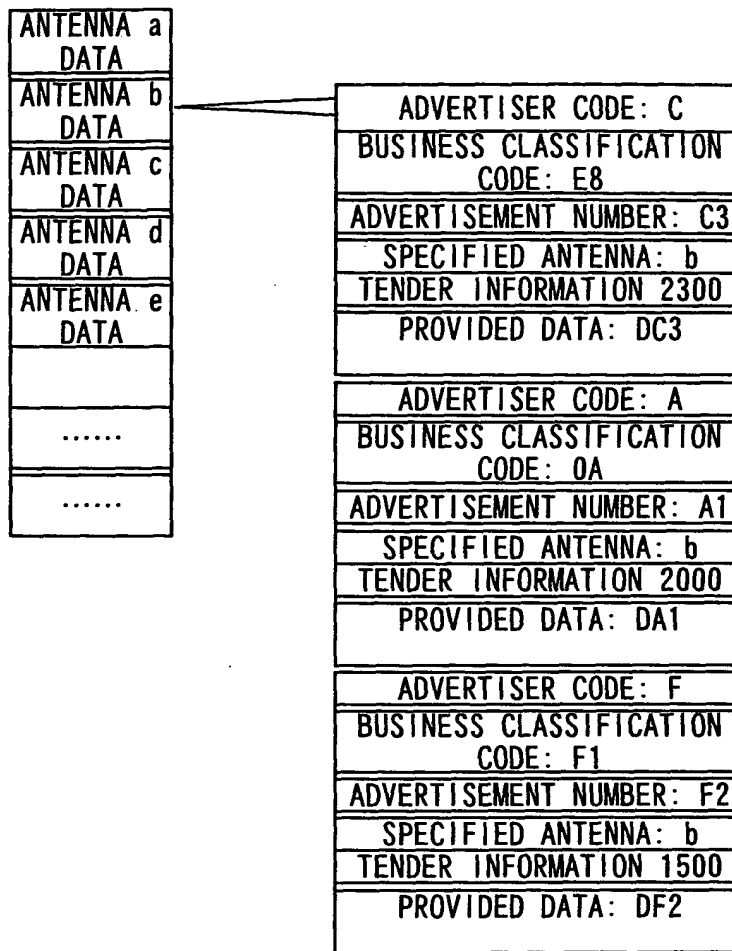 ANTENNA a
DATA
ANTENNA b
DATA
ANTENNA c
DATA
ANTENNA d
DATA
ANTENNA e
DATA
......
......
ADVERTISER CODE: C
BUSINESS CLASSIFICATION
CODE: E8
ADVERTISEMENT NUMBER: C3
SPECIFIED ANTENNA: b
TENDER INFORMATION 2300
PROVIDED DATA: DC3
ADVERTISER CODE: A
BUSINESS CLASSIFICATION
CODE: 0A
ADVERTISEMENT NUMBER: A1
SPECIFIED ANTENNA: b
TENDER INFORMATION 2000
PROVIDED DATA: DA1
ADVERTISER CODE: F
BUSINESS CLASSIFICATION
CODE: F1
ADVERTISEMENT NUMBER: F2
SPECIFIED ANTENNA: b
TENDER INFORMATION 1500
PROVIDED DATA: DF2